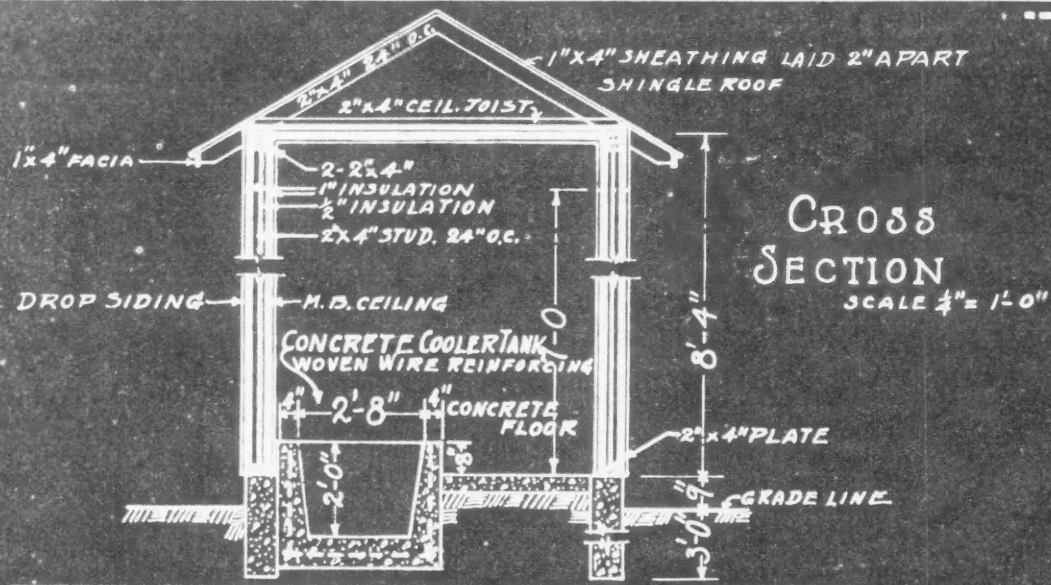 2"x4" 24" O.C.
1"X4" SHEATHING LAID 2" APART
SHINGLE ROOF
2"x4" CEIL. JOIST
1"x4" FACIA
2-2"x4"
1" INSULATION
½" INSULATION
2"X4" STUD. 24" O.C.
CROSS
SECTION
SCALE ¼" = 1'-0"
DROP SIDING
M.B. CEILING
7-0
8'-4"
CONCRETE COOLER TANK
WOVEN WIRE REINFORCING
4" 2'-8" 4"
CONCRETE
FLOOR
2"x4" PLATE
8"
2'-0"
9"
GRADE LINE
3'-0"